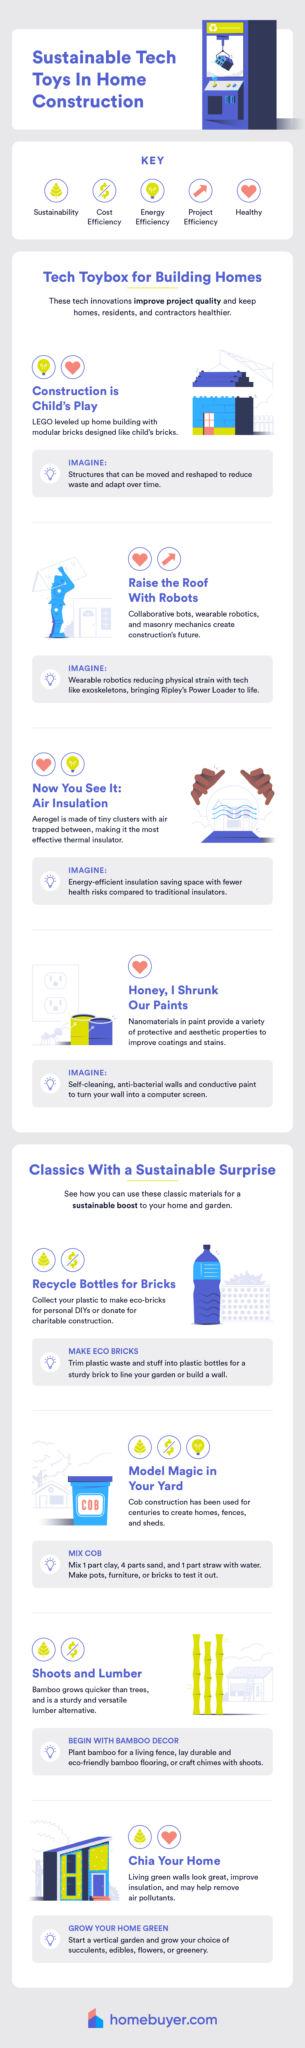 Sustainable Tech
Toys In Home
Construction
KEY
Sustainability
Cost
Efficiency
Energy
Efficiency
Project
Efficiency
Healthy
Tech Toybox for Building Homes
These tech innovations improve project quality and keep
homes, residents, and contractors healthier.
Construction is
Child's Play
LEGO leveled up home building with
modular bricks designed like child's bricks.
IMAGINE:
Structures that can be moved and reshaped to reduce
waste and adapt over time.
Raise the Roof
With Robots
Collaborative bots, wearable robotics,
and masonry mechanics create
construction's future.
IMAGINE:
Wearable robotics reducing physical strain with tech
like exoskeletons, bringing Ripley's Power Loader to life.
Now You See It:
Air Insulation
Aerogel is made of tiny clusters with air
trapped between, making it the most
effective thermal insulator.
IMAGINE:
Energy-efficient insulation saving space with fewer
health risks compared to traditional insulators.
Honey, I Shrunk
Our Paints
Nanomaterials in paint provide a variety
of protective and aesthetic properties to
improve coatings and stains.
IMAGINE:
Self-cleaning, anti-bacterial walls and conductive paint
to turn your wall into a computer screen.
Classics With a Sustainable Surprise
See how you can use these classic materials for a
sustainable boost to your home and garden.
Recycle Bottles for Bricks
Collect your plastic to make eco-bricks
for personal DIYs or donate for
charitable construction.
MAKE ECO BRICKS
Trim plastic waste and stuff into plastic bottles for a
sturdy brick to line your garden or build a wall.
COB
Model Magic in
Your Yard
Cob construction has been used for
centuries to create homes, fences,
and sheds.
MIX COB
Mix 1 part clay, 4 parts sand, and 1 part straw with water.
Make pots, furniture, or bricks to test it out.
Shoots and Lumber
Bamboo grows quicker than trees,
and is a sturdy and versatile
lumber alternative.
BEGIN WITH BAMBOO DECOR
Plant bamboo for a living fence, lay durable and
eco-friendly bamboo flooring, or craft chimes with shoots.
Chia Your Home
Living green walls look great, improve
insulation, and may help remove
air pollutants.
GROW YOUR HOME GREEN
Start a vertical garden and grow your choice of
succulents, edibles, flowers, or greenery.
homebuyer.com